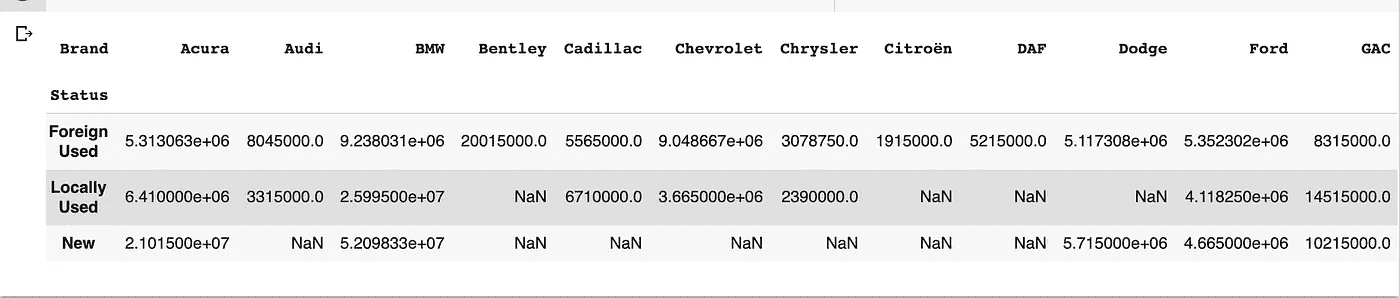 Brand Acura Audi BMW Bentley Cadillac Chevrolet Chrysler Citroën DAF Dodge Ford GAC
Status
Foreign Used 5.313063e+06 8045000.0 9.238031e+06 20015000.0 5565000.0 9.048667e+06 3078750.0 1915000.0 5215000.0 5.117308e+06 5.352302e+06 8315000.0
Locally Used 6.410000e+06 3315000.0 2.599500e+07 NaN 6710000.0 3.665000e+06 2390000.0 NaN NaN NaN 4.118250e+06 14515000.0
New 2.101500e+07 NaN 5.209833e+07 NaN NaN NaN NaN NaN NaN 5.715000e+06 4.665000e+06 10215000.0